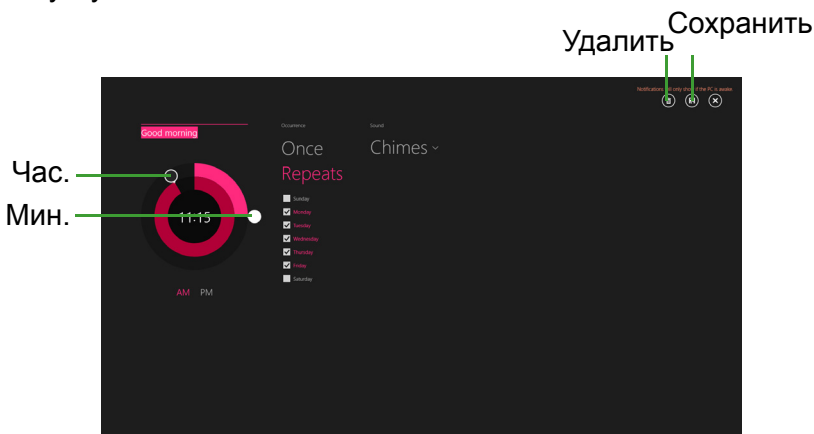 Сохранить
Удалить
Notifications will only show if the PC is awake
Good morning
Occurrence
Sound
Once
Chimes
Repeats
Час.
Мин.
11:15
Sunday
Monday
Tuesday
Wednesday
Thursday
Friday
Saturday
AM PM